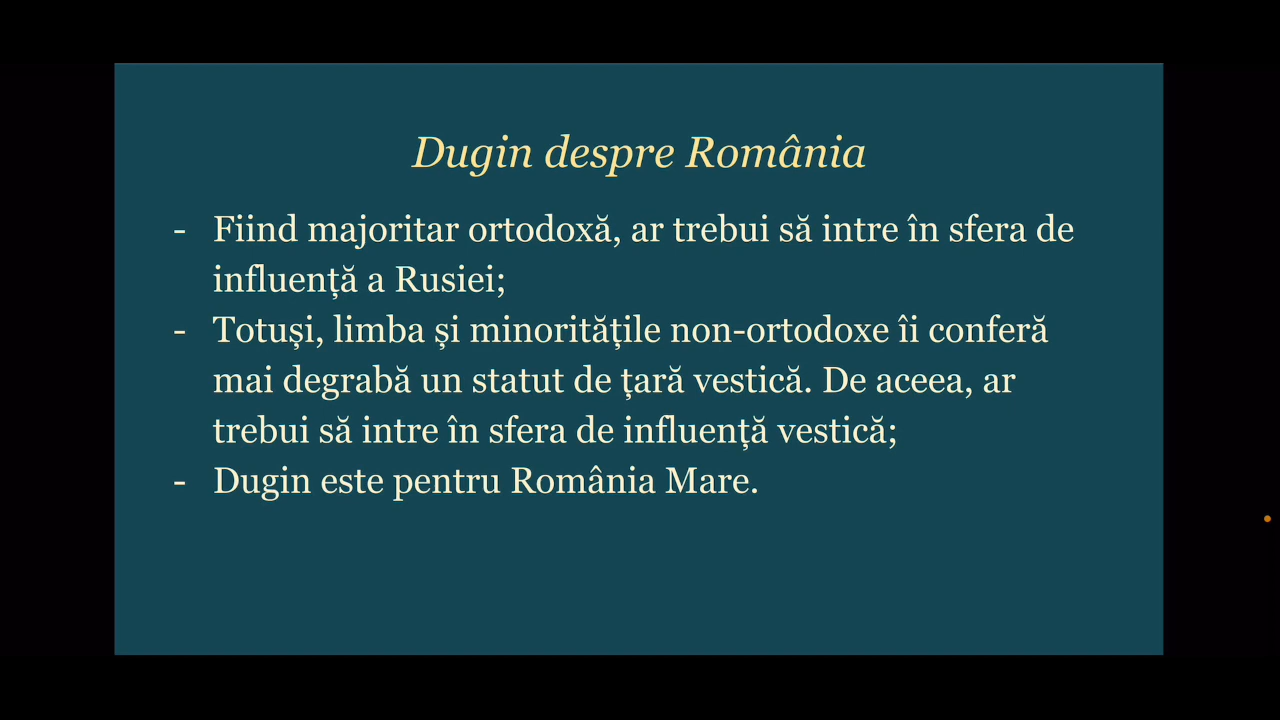 Dugin despre România
- Fiind majoritar ortodoxă, ar trebui să intre în sfera de
influență a Rusiei;
- Totuși, limba și minoritățile non-ortodoxe îi conferă
mai degrabă un statut de țară vestică. De aceea, ar
trebui să intre în sfera de influență vestică;
- Dugin este pentru România Mare.